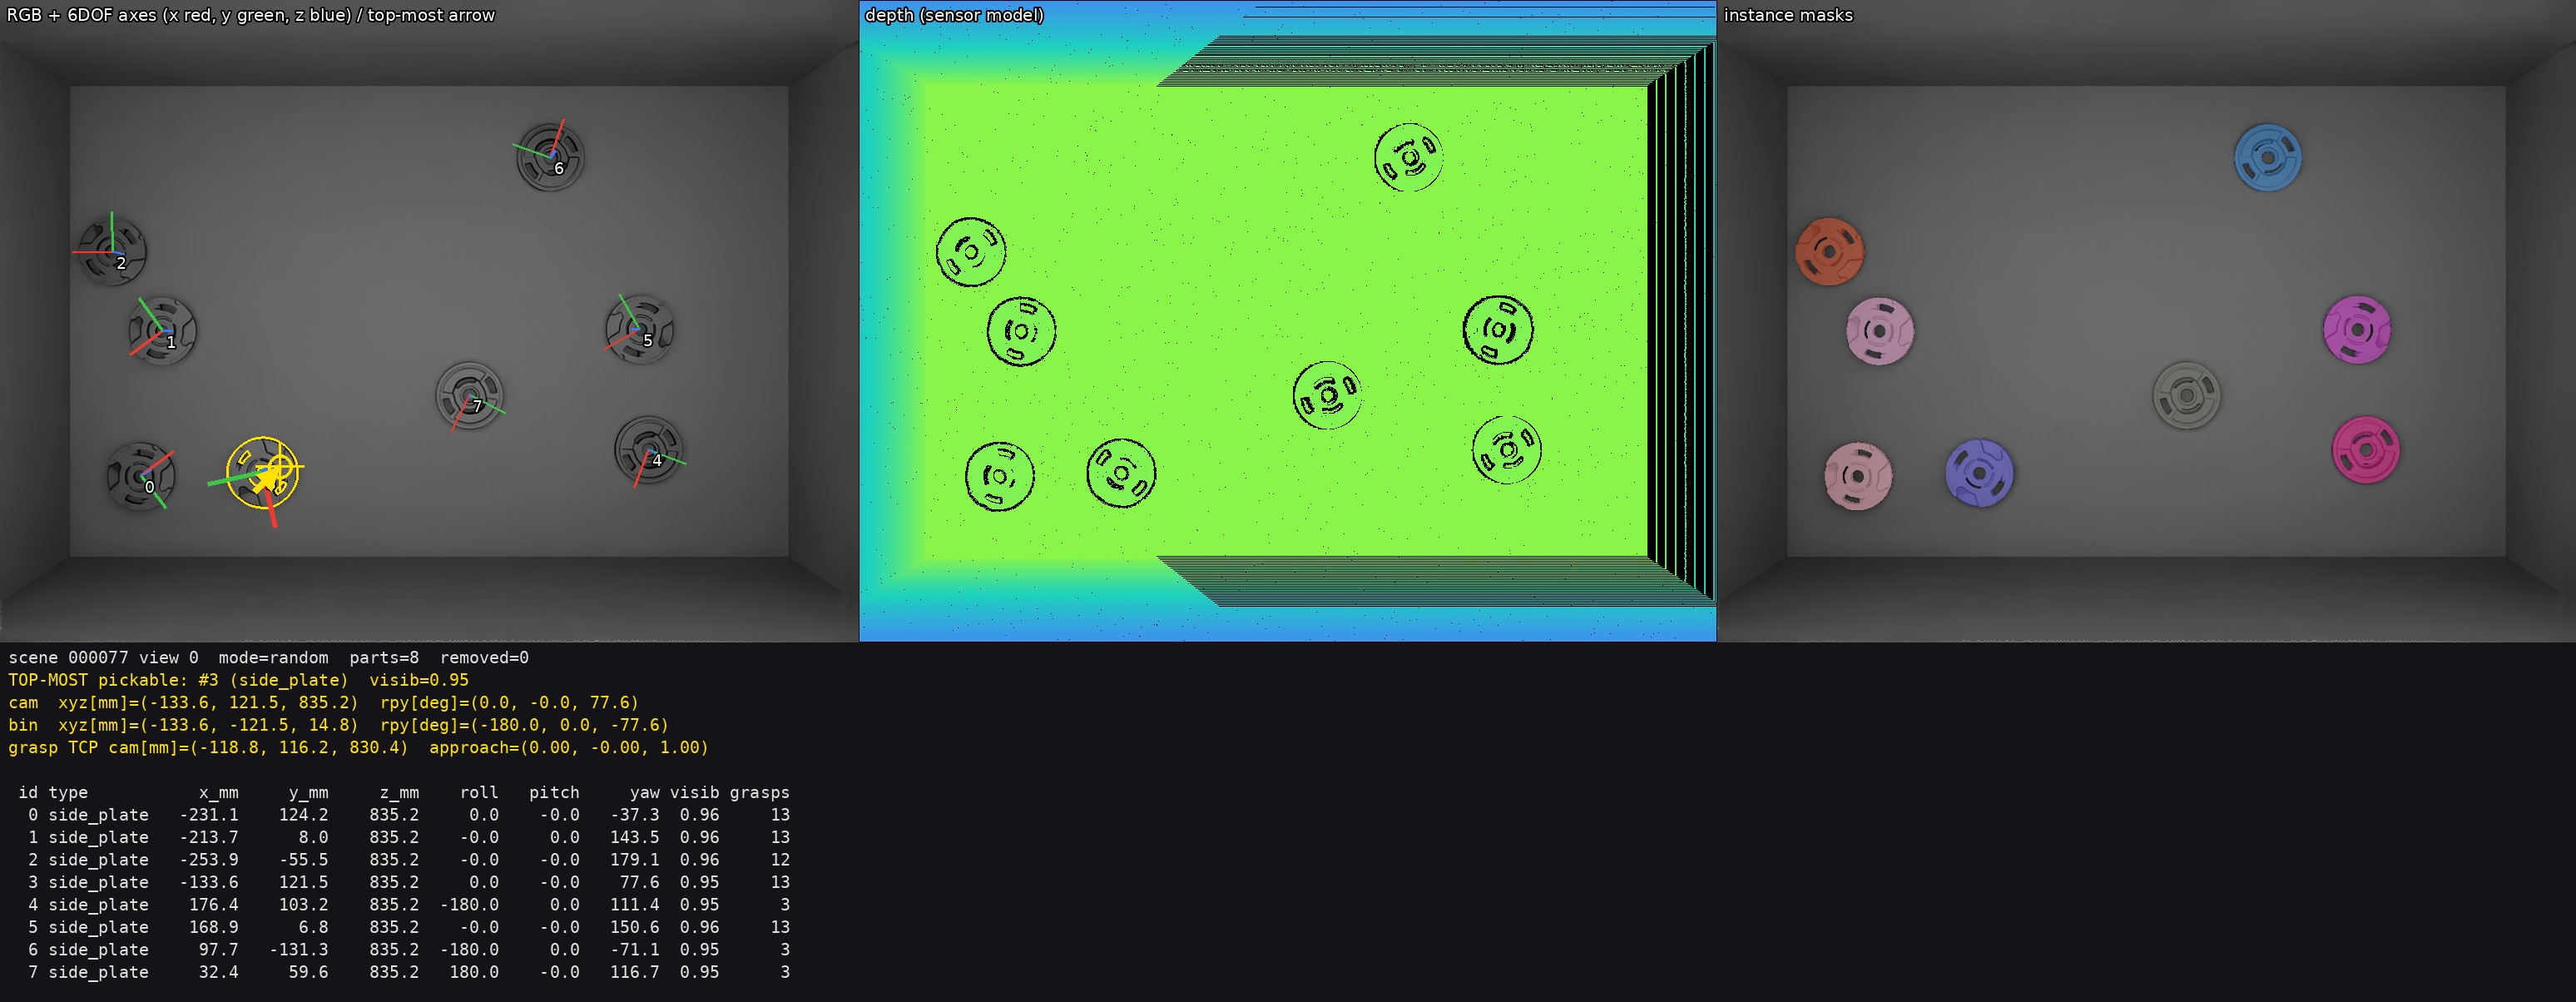 RGB + 6DOF axes (x red, y green, z blue) / top-most arrow
depth (sensor model)
instance masks
6
2
1
5
7
4
0
scene 000077 view 0  mode=random  parts=8  removed=0
TOP-MOST pickable: #3 (side_plate)  visib=0.95
cam  xyz[mm]=(-133.6, 121.5, 835.2)  rpy[deg]=(0.0, -0.0, 77.6)
bin  xyz[mm]=(-133.6, -121.5, 14.8)  rpy[deg]=(-180.0, 0.0, -77.6)
grasp TCP cam[mm]=(-118.8, 116.2, 830.4)  approach=(0.00, -0.00, 1.00)
id type x_mm y_mm z_mm roll pitch yaw visib grasps
0 side_plate -231.1 124.2 835.2 0.0 -0.0 -37.3 0.96 13
1 side_plate -213.7 8.0 835.2 -0.0 0.0 143.5 0.96 13
2 side_plate -253.9 -55.5 835.2 -0.0 -0.0 179.1 0.96 12
3 side_plate -133.6 121.5 835.2 0.0 -0.0 77.6 0.95 13
4 side_plate 176.4 103.2 835.2 -180.0 0.0 111.4 0.95 3
5 side_plate 168.9 6.8 835.2 -0.0 -0.0 150.6 0.96 13
6 side_plate 97.7 -131.3 835.2 -180.0 0.0 -71.1 0.95 3
7 side_plate 32.4 59.6 835.2 180.0 -0.0 116.7 0.95 3